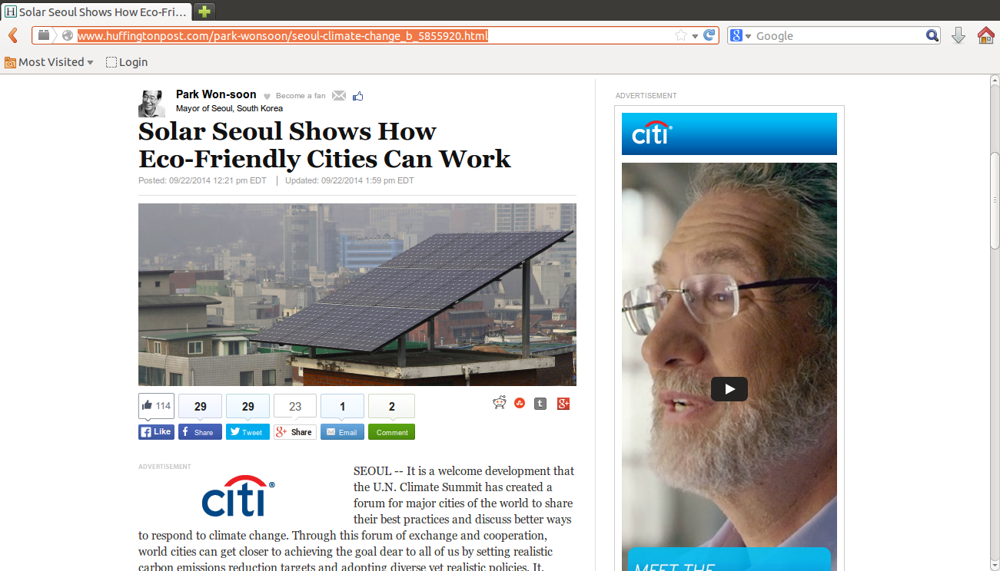 Solar Seoul Shows How Eco-Fri...
www.huffingtonpost.com/park-wonsoon/seoul-climate-change_b_5855920.html
Google
Most Visited
Login
Park Won-soon
Become a fan
Mayor of Seoul, South Korea
Solar Seoul Shows How
Eco-Friendly Cities Can Work
Posted: 09/22/2014 12:21 pm EDT
Updated: 09/22/2014 1:59 pm EDT
114
29
29
23
1
2
Like
Share
Tweet
Share
Email
Comment
ADVERTISEMENT
citi®
SEOUL -- It is a welcome development that
the U.N. Climate Summit has created a
forum for major cities of the world to share
their best practices and discuss better ways
to respond to climate change. Through this forum of exchange and cooperation,
world cities can get closer to achieving the goal dear to all of us by setting realistic
carbon emissions reduction targets and adopting diverse yet realistic policies. It,
ADVERTISEMENT
citi®
MEET THE